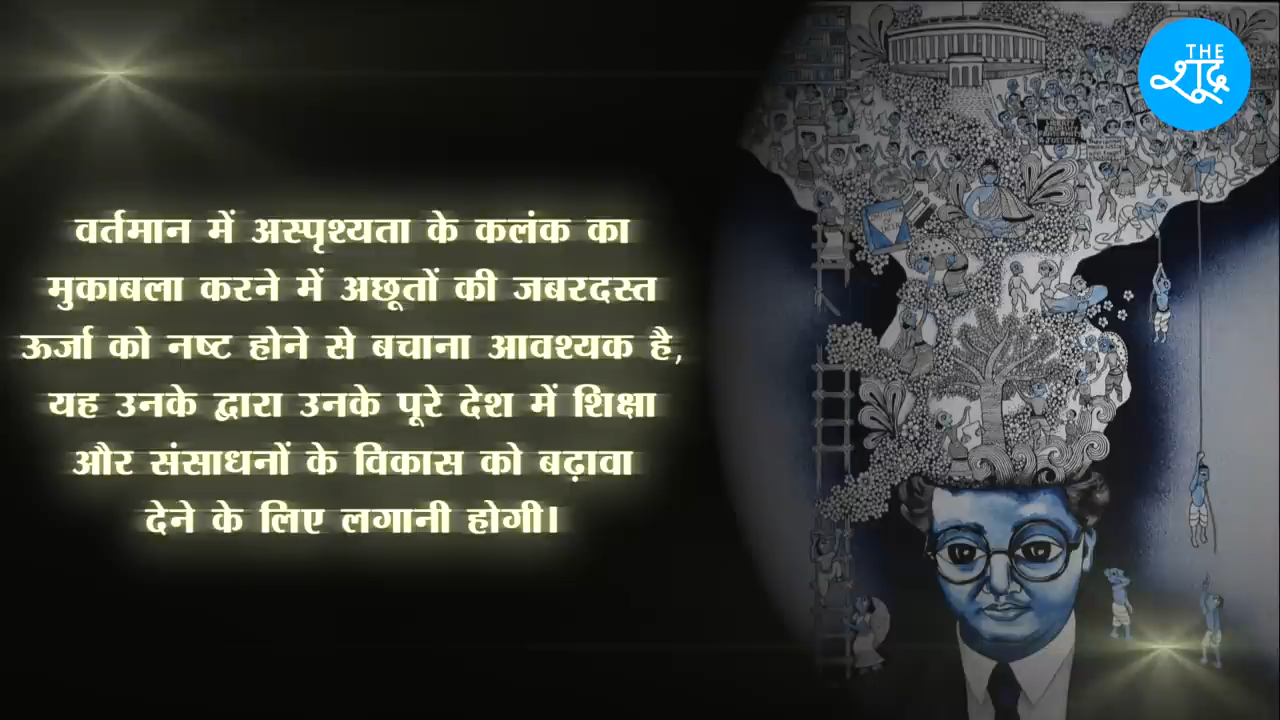 THE
शूद्र
वर्तमान में अस्पृश्यता के कलंक का
मुकाबला करने में अछूतों की जबरदस्त
ऊर्जा को नष्ट होने से बचाना आवश्यक है,
यह उनके द्वारा उनके पूरे देश में शिक्षा
और संसाधनों के विकास को बढ़ावा
देने के लिए लगानी होगी।